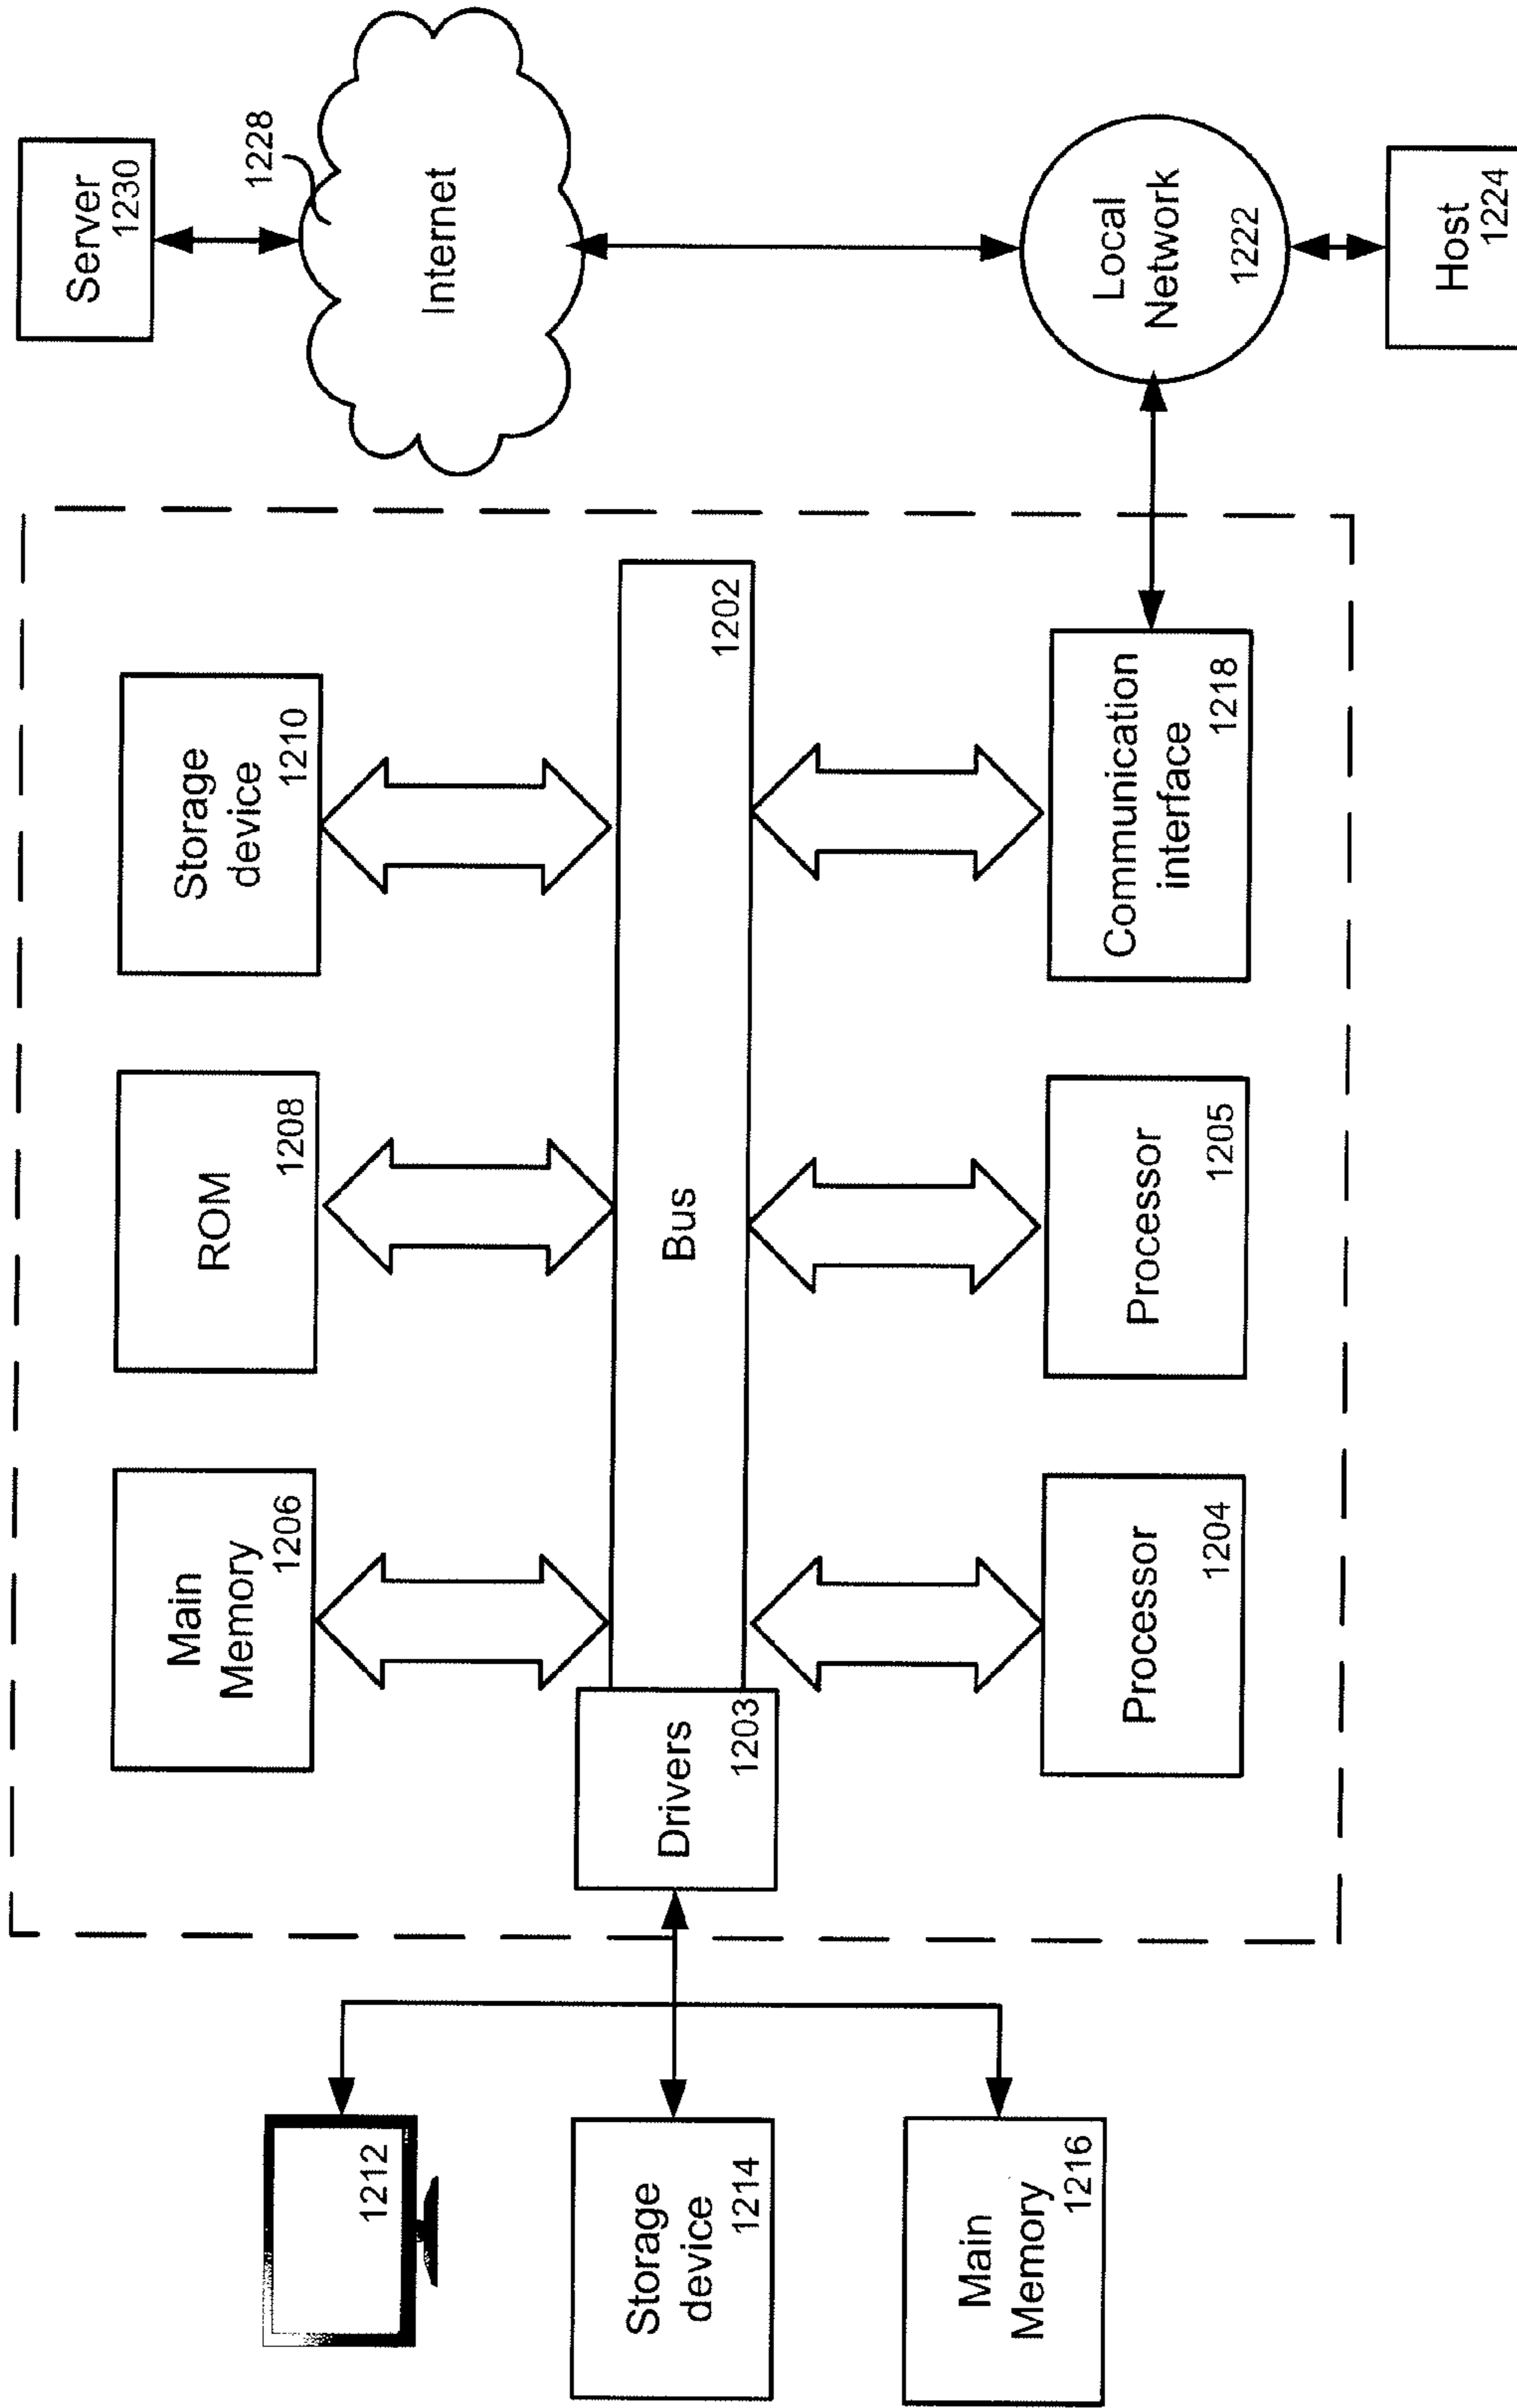 Main
Memory
1206
ROM
1208
Storage
device
1210
Server
1230
1228
Internet
1212
Storage
device
1214
Main
Memory
1216
Drivers
1203
Bus
1202
Processor
1204
Processor
1205
Communication
interface
1218
Local
Network
1222
Host
1224